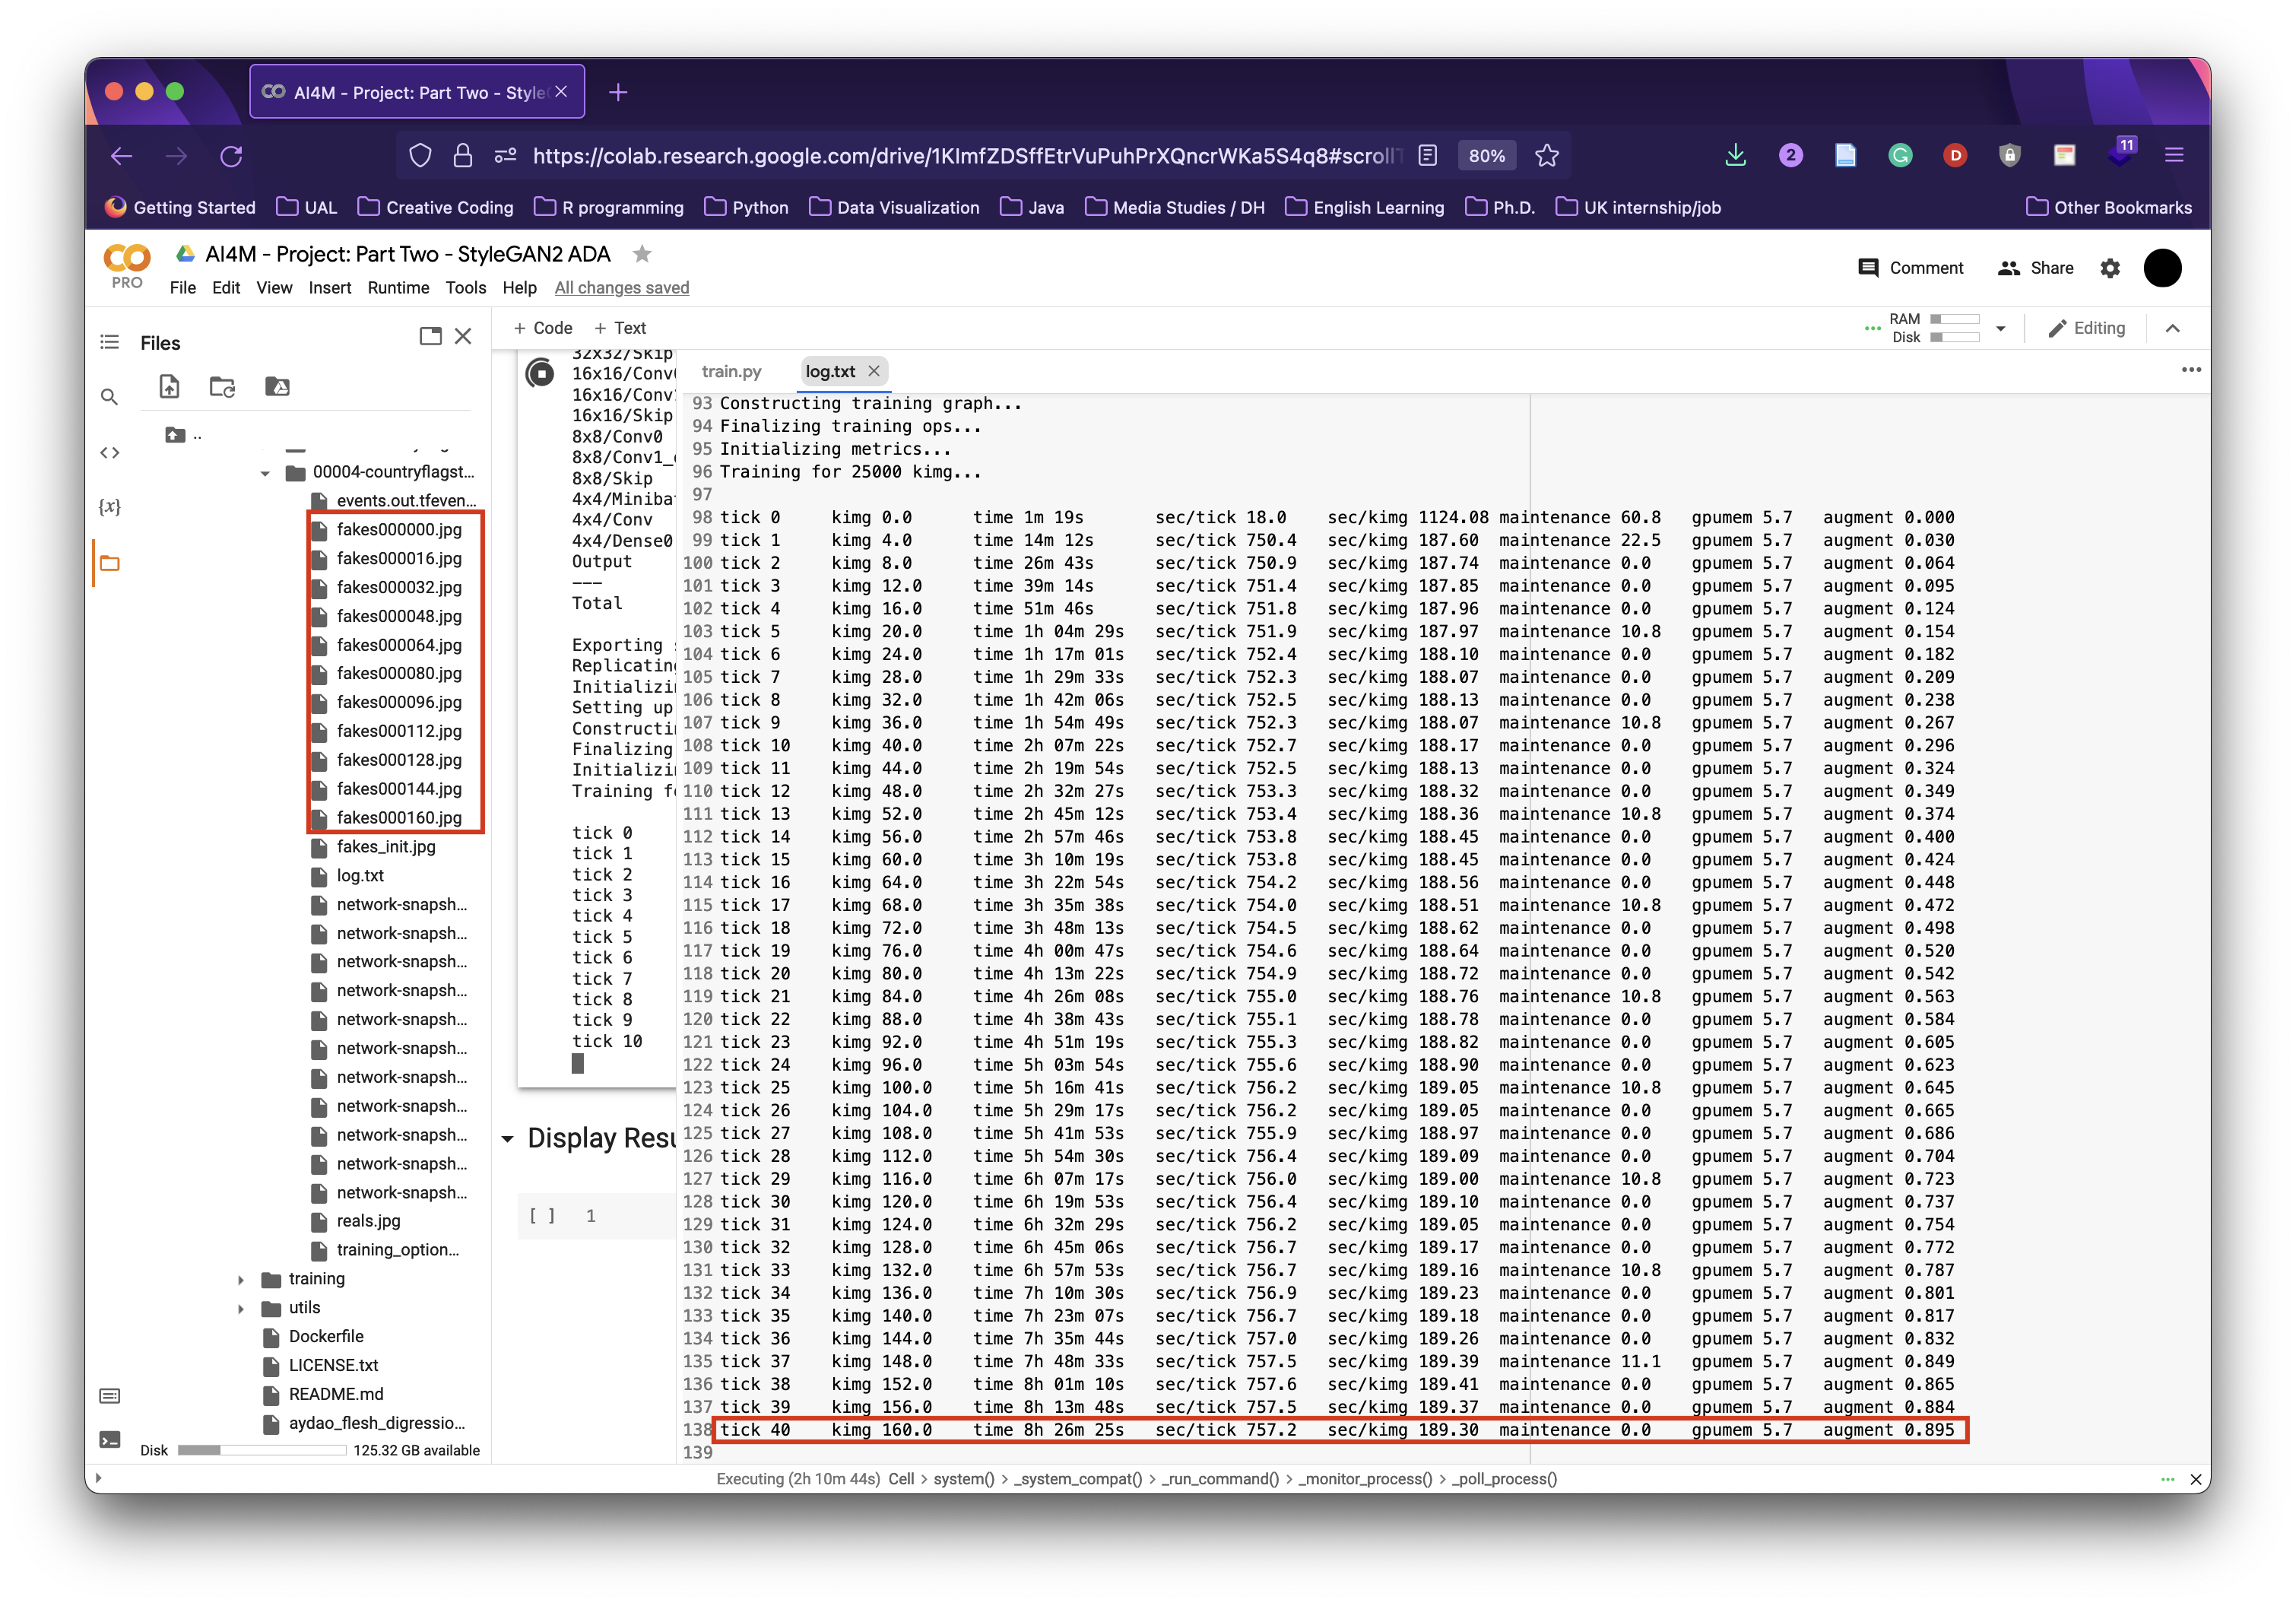 AI4M - Project: Part Two - Style
https://colab.research.google.com/drive/1KImfZDSffEtrVuPuhPrXQncrWKa5S4q8#scrollT
80%
2
G
D
11
Getting Started
UAL
Creative Coding
R programming
Python
Data Visualization
Java
Media Studies / DH
English Learning
Ph.D.
UK internship/job
Other Bookmarks
PRO
AI4M - Project: Part Two - StyleGAN2 ADA
File Edit View Insert Runtime Tools Help All changes saved
Comment
Share
Files
+ Code + Text
RAM
Disk
Editing
..
00004-countryflagst...
events.out.tfeven...
fakes000000.jpg
fakes000016.jpg
fakes000032.jpg
fakes000048.jpg
fakes000064.jpg
fakes000080.jpg
fakes000096.jpg
fakes000112.jpg
fakes000128.jpg
fakes000144.jpg
fakes000160.jpg
fakes_init.jpg
log.txt
network-snapsh...
network-snapsh...
network-snapsh...
network-snapsh...
network-snapsh...
network-snapsh...
network-snapsh...
network-snapsh...
network-snapsh...
network-snapsh...
network-snapsh...
reals.jpg
training_option...
training
utils
Dockerfile
LICENSE.txt
README.md
aydao_flesh_digressio...
Disk 125.32 GB available
32x32/Skip
16x16/Conv
16x16/Conv
16x16/Skip
8x8/Conv0
8x8/Conv1_
8x8/Skip
4x4/Miniba
4x4/Conv
4x4/Dense0
Output
---
Total
Exporting
Replicating
Initializi
Setting up
Constructi
Finalizing
Initializi
Training f
tick 0
tick 1
tick 2
tick 3
tick 4
tick 5
tick 6
tick 7
tick 8
tick 9
tick 10
Display Resu
[ ] 1
train.py
log.txt
93 Constructing training graph...
94 Finalizing training ops...
95 Initializing metrics...
96 Training for 25000 kimg...
97
98 tick 0 kimg 0.0 time 1m 19s sec/tick 18.0 sec/kimg 1124.08 maintenance 60.8 gpumem 5.7 augment 0.000
99 tick 1 kimg 4.0 time 14m 12s sec/tick 750.4 sec/kimg 187.60 maintenance 22.5 gpumem 5.7 augment 0.030
100 tick 2 kimg 8.0 time 26m 43s sec/tick 750.9 sec/kimg 187.74 maintenance 0.0 gpumem 5.7 augment 0.064
101 tick 3 kimg 12.0 time 39m 14s sec/tick 751.4 sec/kimg 187.85 maintenance 0.0 gpumem 5.7 augment 0.095
102 tick 4 kimg 16.0 time 51m 46s sec/tick 751.8 sec/kimg 187.96 maintenance 0.0 gpumem 5.7 augment 0.124
103 tick 5 kimg 20.0 time 1h 04m 29s sec/tick 751.9 sec/kimg 187.97 maintenance 10.8 gpumem 5.7 augment 0.154
104 tick 6 kimg 24.0 time 1h 17m 01s sec/tick 752.4 sec/kimg 188.10 maintenance 0.0 gpumem 5.7 augment 0.182
105 tick 7 kimg 28.0 time 1h 29m 33s sec/tick 752.3 sec/kimg 188.07 maintenance 0.0 gpumem 5.7 augment 0.209
106 tick 8 kimg 32.0 time 1h 42m 06s sec/tick 752.5 sec/kimg 188.13 maintenance 0.0 gpumem 5.7 augment 0.238
107 tick 9 kimg 36.0 time 1h 54m 49s sec/tick 752.3 sec/kimg 188.07 maintenance 10.8 gpumem 5.7 augment 0.267
108 tick 10 kimg 40.0 time 2h 07m 22s sec/tick 752.7 sec/kimg 188.17 maintenance 0.0 gpumem 5.7 augment 0.296
109 tick 11 kimg 44.0 time 2h 19m 54s sec/tick 752.5 sec/kimg 188.13 maintenance 0.0 gpumem 5.7 augment 0.324
110 tick 12 kimg 48.0 time 2h 32m 27s sec/tick 753.3 sec/kimg 188.32 maintenance 0.0 gpumem 5.7 augment 0.349
111 tick 13 kimg 52.0 time 2h 45m 12s sec/tick 753.4 sec/kimg 188.36 maintenance 10.8 gpumem 5.7 augment 0.374
112 tick 14 kimg 56.0 time 2h 57m 46s sec/tick 753.8 sec/kimg 188.45 maintenance 0.0 gpumem 5.7 augment 0.400
113 tick 15 kimg 60.0 time 3h 10m 19s sec/tick 753.8 sec/kimg 188.45 maintenance 0.0 gpumem 5.7 augment 0.424
114 tick 16 kimg 64.0 time 3h 22m 54s sec/tick 754.2 sec/kimg 188.56 maintenance 0.0 gpumem 5.7 augment 0.448
115 tick 17 kimg 68.0 time 3h 35m 38s sec/tick 754.0 sec/kimg 188.51 maintenance 10.8 gpumem 5.7 augment 0.472
116 tick 18 kimg 72.0 time 3h 48m 13s sec/tick 754.5 sec/kimg 188.62 maintenance 0.0 gpumem 5.7 augment 0.498
117 tick 19 kimg 76.0 time 4h 00m 47s sec/tick 754.6 sec/kimg 188.64 maintenance 0.0 gpumem 5.7 augment 0.520
118 tick 20 kimg 80.0 time 4h 13m 22s sec/tick 754.9 sec/kimg 188.72 maintenance 0.0 gpumem 5.7 augment 0.542
119 tick 21 kimg 84.0 time 4h 26m 08s sec/tick 755.0 sec/kimg 188.76 maintenance 10.8 gpumem 5.7 augment 0.563
120 tick 22 kimg 88.0 time 4h 38m 43s sec/tick 755.1 sec/kimg 188.78 maintenance 0.0 gpumem 5.7 augment 0.584
121 tick 23 kimg 92.0 time 4h 51m 19s sec/tick 755.3 sec/kimg 188.82 maintenance 0.0 gpumem 5.7 augment 0.605
122 tick 24 kimg 96.0 time 5h 03m 54s sec/tick 755.6 sec/kimg 188.90 maintenance 0.0 gpumem 5.7 augment 0.623
123 tick 25 kimg 100.0 time 5h 16m 41s sec/tick 756.2 sec/kimg 189.05 maintenance 10.8 gpumem 5.7 augment 0.645
124 tick 26 kimg 104.0 time 5h 29m 17s sec/tick 756.2 sec/kimg 189.05 maintenance 0.0 gpumem 5.7 augment 0.665
125 tick 27 kimg 108.0 time 5h 41m 53s sec/tick 755.9 sec/kimg 188.97 maintenance 0.0 gpumem 5.7 augment 0.686
126 tick 28 kimg 112.0 time 5h 54m 30s sec/tick 756.4 sec/kimg 189.09 maintenance 0.0 gpumem 5.7 augment 0.704
127 tick 29 kimg 116.0 time 6h 07m 17s sec/tick 756.0 sec/kimg 189.00 maintenance 10.8 gpumem 5.7 augment 0.723
128 tick 30 kimg 120.0 time 6h 19m 53s sec/tick 756.4 sec/kimg 189.10 maintenance 0.0 gpumem 5.7 augment 0.737
129 tick 31 kimg 124.0 time 6h 32m 29s sec/tick 756.2 sec/kimg 189.05 maintenance 0.0 gpumem 5.7 augment 0.754
130 tick 32 kimg 128.0 time 6h 45m 06s sec/tick 756.7 sec/kimg 189.17 maintenance 0.0 gpumem 5.7 augment 0.772
131 tick 33 kimg 132.0 time 6h 57m 53s sec/tick 756.7 sec/kimg 189.16 maintenance 10.8 gpumem 5.7 augment 0.787
132 tick 34 kimg 136.0 time 7h 10m 30s sec/tick 756.9 sec/kimg 189.23 maintenance 0.0 gpumem 5.7 augment 0.801
133 tick 35 kimg 140.0 time 7h 23m 07s sec/tick 756.7 sec/kimg 189.18 maintenance 0.0 gpumem 5.7 augment 0.817
134 tick 36 kimg 144.0 time 7h 35m 44s sec/tick 757.0 sec/kimg 189.26 maintenance 0.0 gpumem 5.7 augment 0.832
135 tick 37 kimg 148.0 time 7h 48m 33s sec/tick 757.5 sec/kimg 189.39 maintenance 11.1 gpumem 5.7 augment 0.849
136 tick 38 kimg 152.0 time 8h 01m 10s sec/tick 757.6 sec/kimg 189.41 maintenance 0.0 gpumem 5.7 augment 0.865
137 tick 39 kimg 156.0 time 8h 13m 48s sec/tick 757.5 sec/kimg 189.37 maintenance 0.0 gpumem 5.7 augment 0.884
138 tick 40 kimg 160.0 time 8h 26m 25s sec/tick 757.2 sec/kimg 189.30 maintenance 0.0 gpumem 5.7 augment 0.895
139
Executing (2h 10m 44s) Cell > system() > _system_compat() > _run_command() > _monitor_process() > _poll_process()